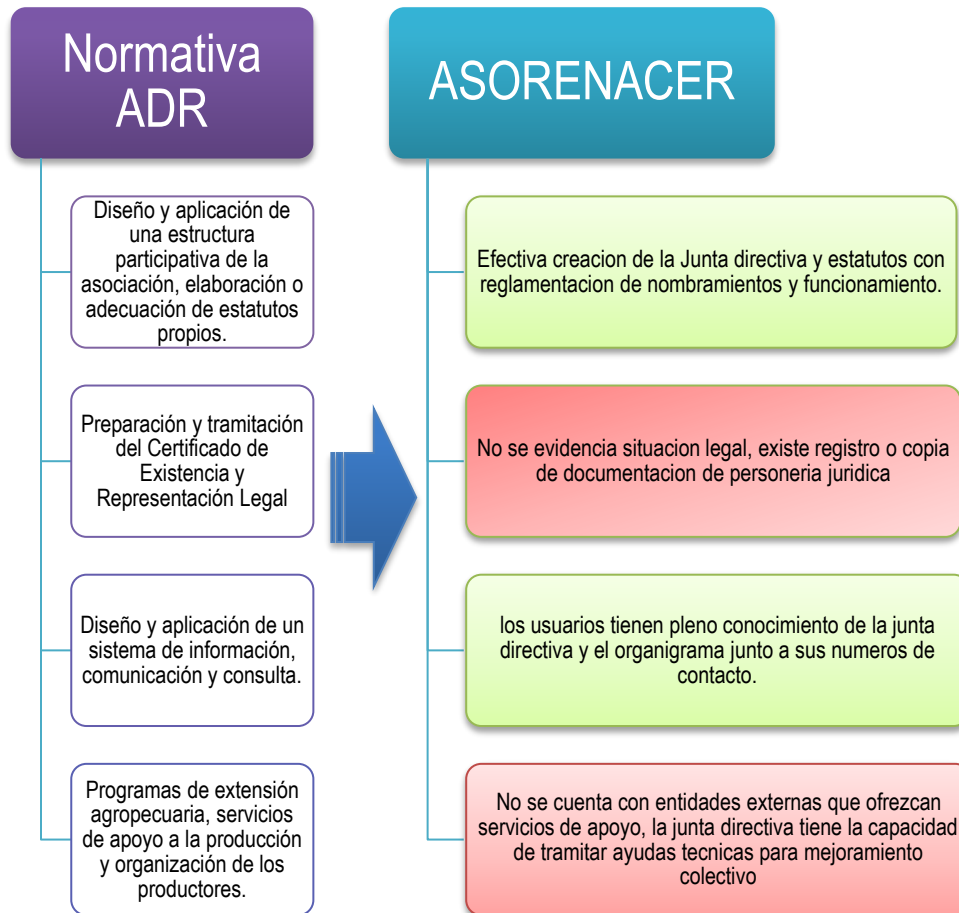 Normativa
ADR
Diseño y aplicación de
una estructura
participativa de la
asociación, elaboración o
adecuación de estatutos
propios.
Preparación y tramitación
del Certificado de
Existencia y
Representación Legal
Diseño y aplicación de un
sistema de información,
comunicación y consulta.
Programas de extensión
agropecuaria, servicios
de apoyo a la producción
y organización de los
productores.
ASORENACER
Efectiva creacion de la Junta directiva y estatutos con
reglamentacion de nombramientos y funcionamiento.
No se evidencia situacion legal, existe registro o copia
de documentacion de personeria juridica
los usuarios tienen pleno conocimiento de la junta
directiva y el organigrama junto a sus numeros de
contacto.
No se cuenta con entidades externas que ofrezcan
servicios de apoyo, la junta directiva tiene la capacidad
de tramitar ayudas tecnicas para mejoramiento
colectivo